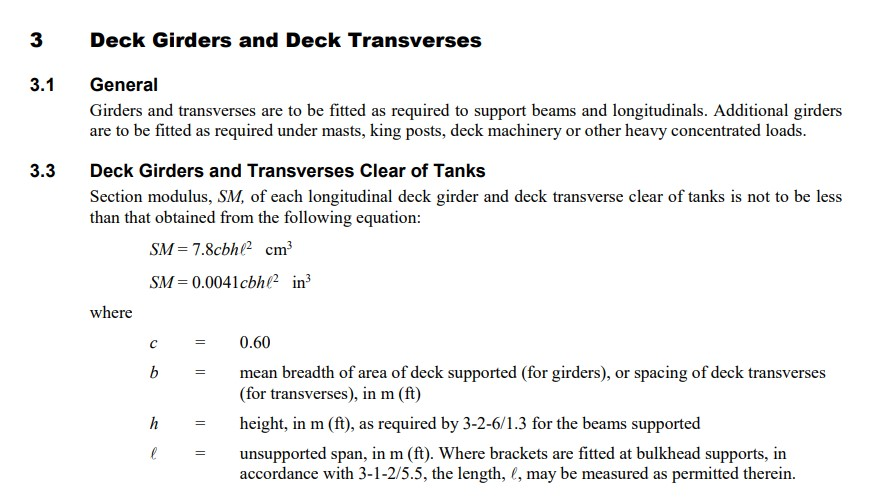 3 Deck Girders and Deck Transverses
3.1 General
Girders and transverses are to be fitted as required to support beams and longitudinals. Additional girders
are to be fitted as required under masts, king posts, deck machinery or other heavy concentrated loads.
3.3 Deck Girders and Transverses Clear of Tanks
Section modulus, SM, of each longitudinal deck girder and deck transverse clear of tanks is not to be less
than that obtained from the following equation:
SM = 7.8cbhℓ² cm³
SM = 0.0041cbhℓ² in³
where
c = 0.60
b = mean breadth of area of deck supported (for girders), or spacing of deck transverses
(for transverses), in m (ft)
h = height, in m (ft), as required by 3-2-6/1.3 for the beams supported
ℓ = unsupported span, in m (ft). Where brackets are fitted at bulkhead supports, in
accordance with 3-1-2/5.5, the length, ℓ, may be measured as permitted therein.